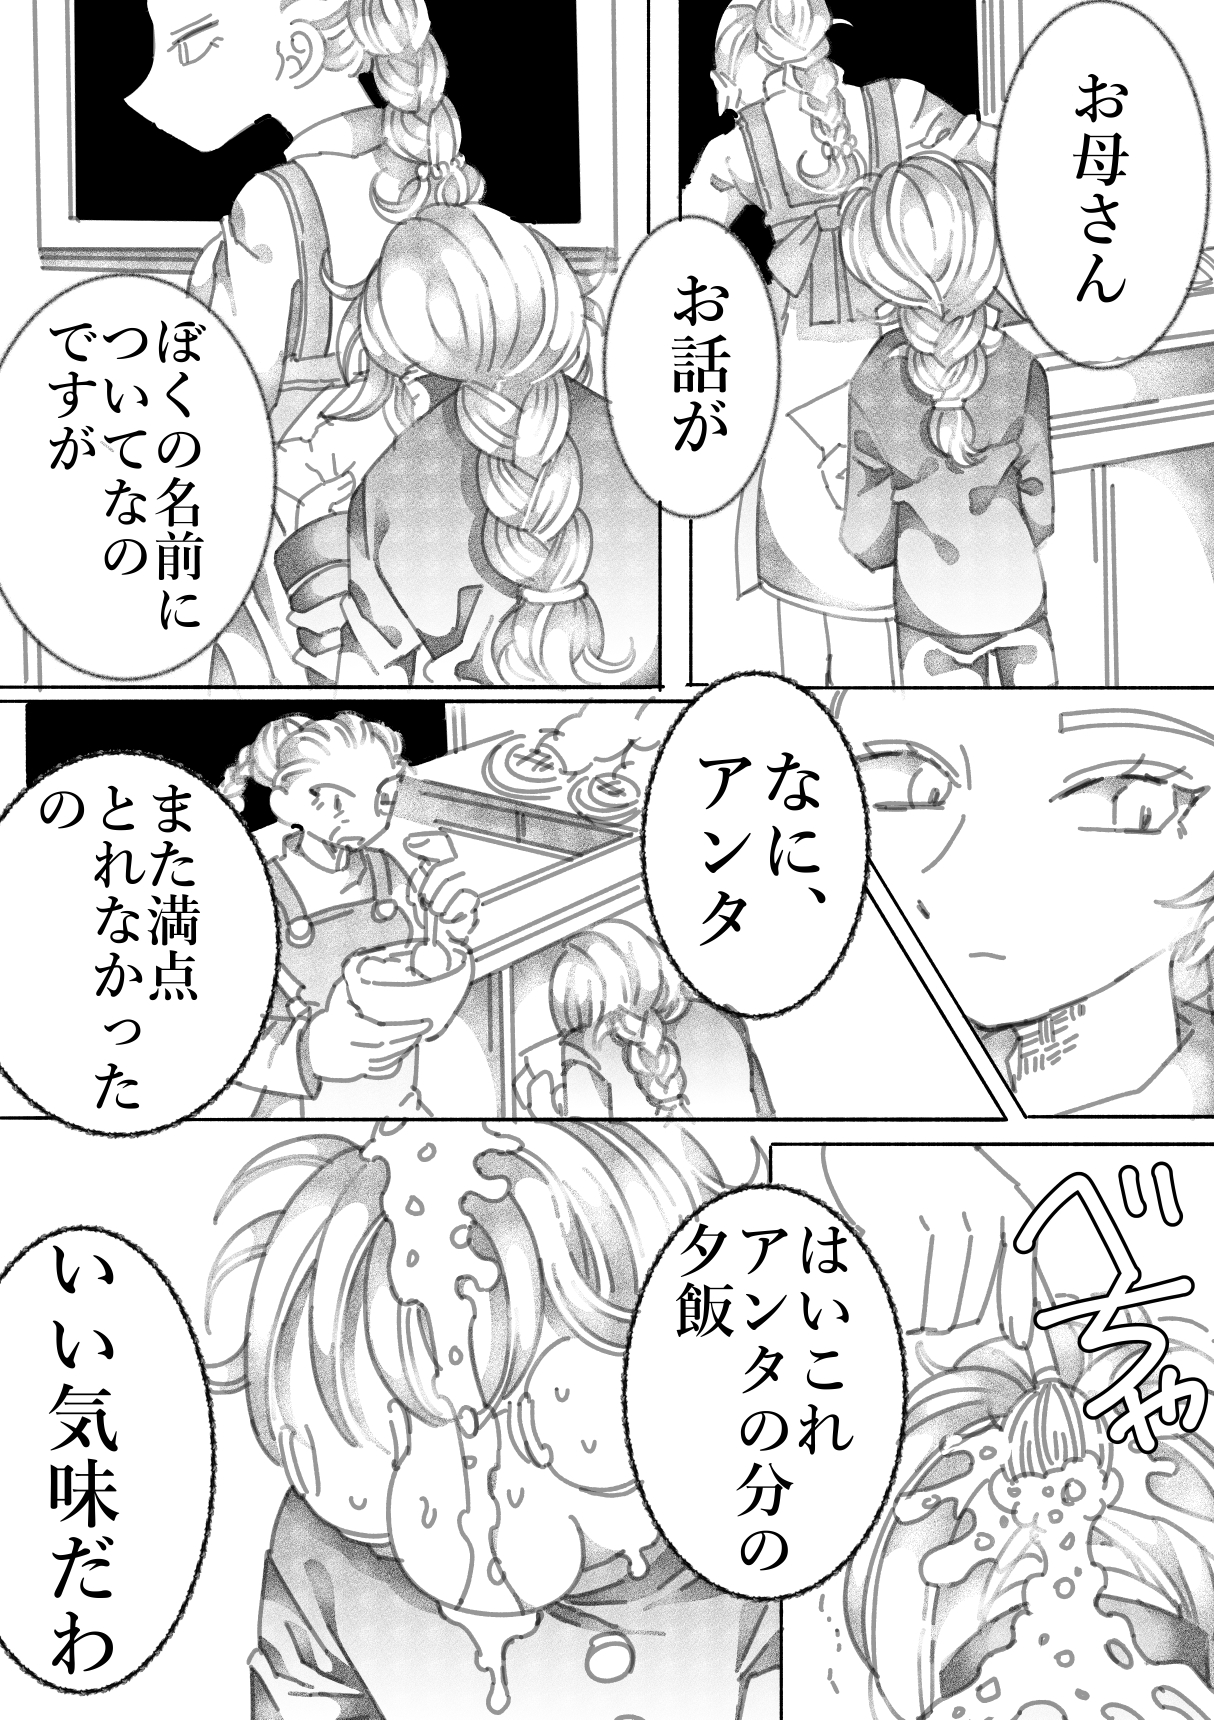 お母さん
お話が
ぼくの名前に
ついてなの
ですが
なに、
アンタ
また満点
とれなかった
の
グちゃ
はいこれ
アンタの分の
夕飯
いい気味だわ